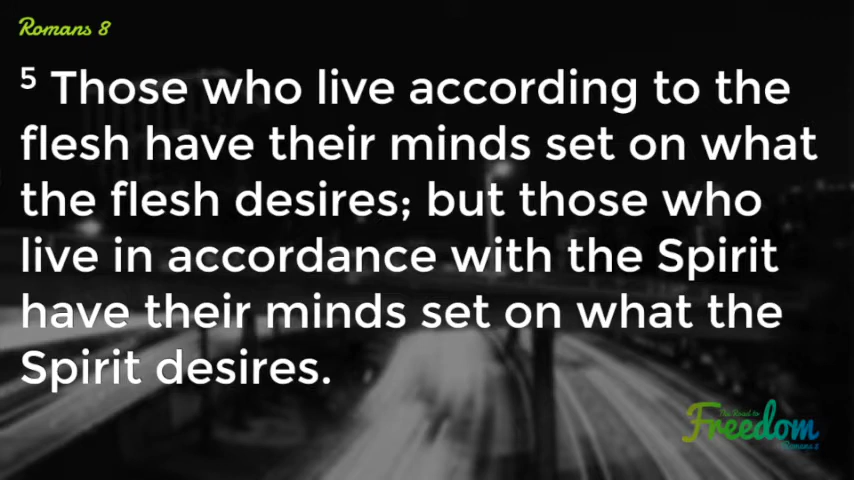 Romans 8
5 Those who live according to the
flesh have their minds set on what
the flesh desires; but those who
live in accordance with the Spirit
have their minds set on what the
Spirit desires.
The Road to
Freedom
Romans 8